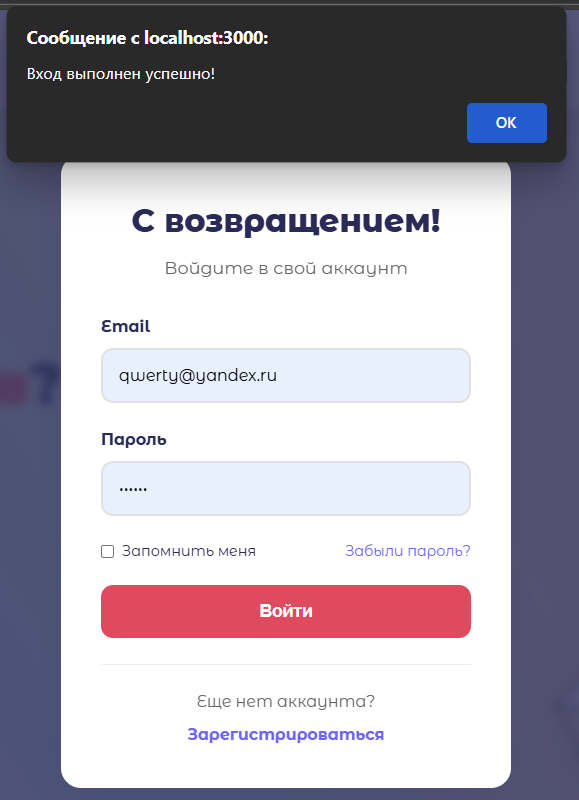 Сообщение с localhost:3000:
Вход выполнен успешно!
ОК
С возвращением!
Войдите в свой аккаунт
Email
?
qwerty@yandex.ru
Пароль
••••••
Запомнить меня
Забыли пароль?
Войти
Еще нет аккаунта?
Зарегистрироваться